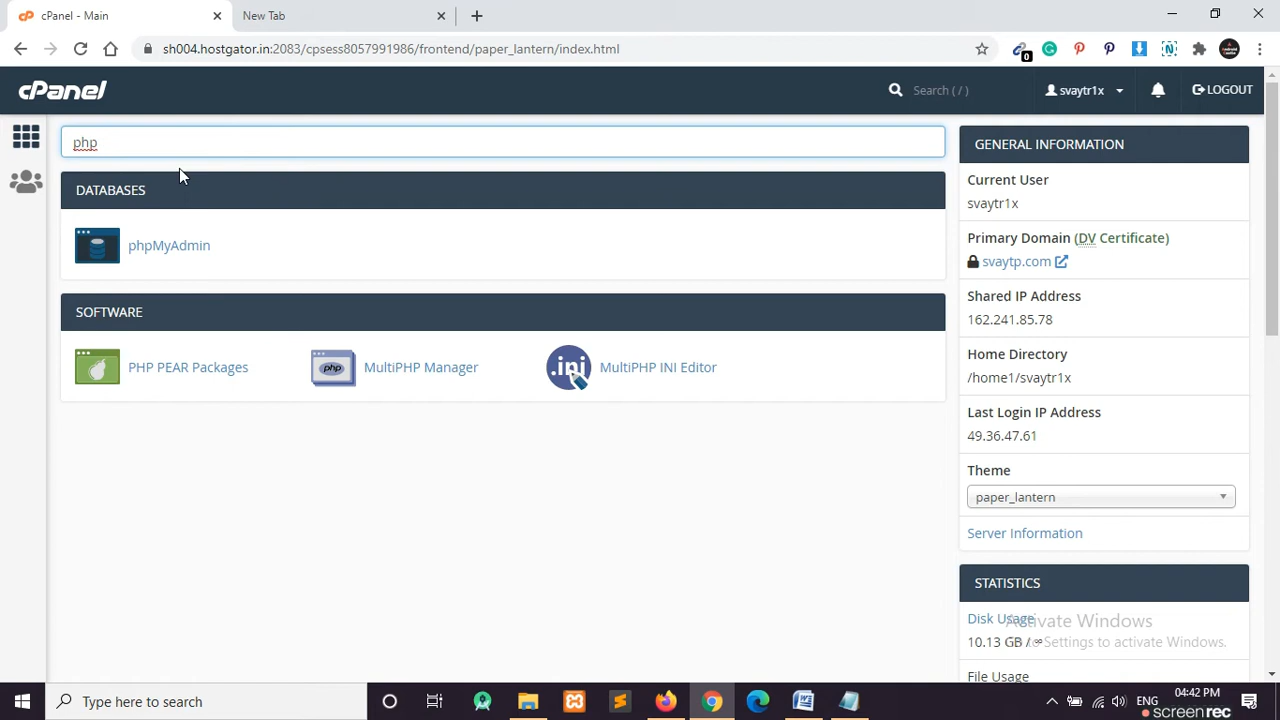 cPanel - Main
New Tab
sh004.hostgator.in:2083/cpsess8057991986/frontend/paper_lantern/index.html
0
cPanel
Search ( / )
svaytr1x
LOGOUT
php
DATABASES
phpMyAdmin
SOFTWARE
PHP PEAR Packages
php
MultiPHP Manager
.ini
MultiPHP INI Editor
GENERAL INFORMATION
Current User
svaytr1x
Primary Domain (DV Certificate)
svaytp.com
Shared IP Address
162.241.85.78
Home Directory
/home1/svaytr1x
Last Login IP Address
49.36.47.61
Theme
paper_lantern
Server Information
STATISTICS
Disk Usage
10.13 GB / ∞
File Usage
Activate Windows
to Settings to activate Windows.
Type here to search
ENG
04:42 PM
screenrec